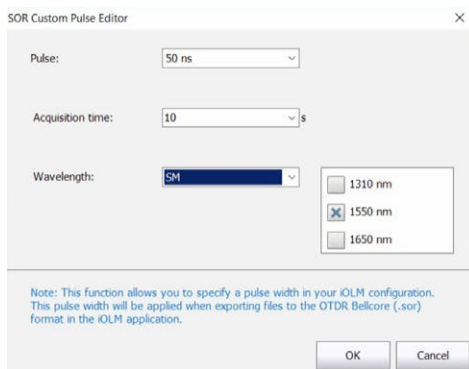 SOR Custom Pulse Editor
Pulse: 50 ns
Acquisition time: 10 s
Wavelength: SM
1310 nm
1550 nm
1650 nm
Note: This function allows you to specify a pulse width in your iOLM configuration.
This pulse width will be applied when exporting files to the OTDR Bellcore (.sor)
format in the iOLM application.
OK Cancel